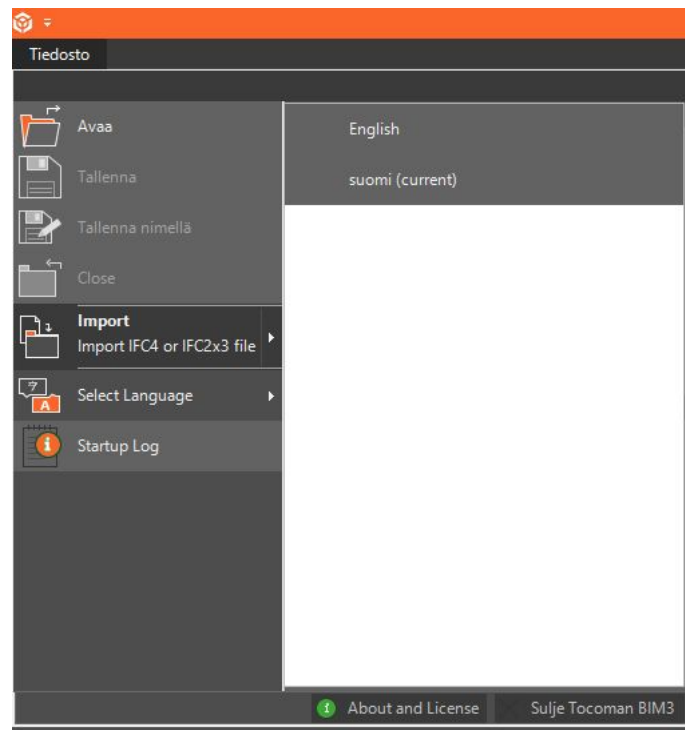 Tiedosto
Avaa
Tallenna
Tallenna nimellä
Close
Import
Import IFC4 or IFC2x3 file
Select Language
Startup Log
English
suomi (current)
About and License
Sulje Tocoman BIM3